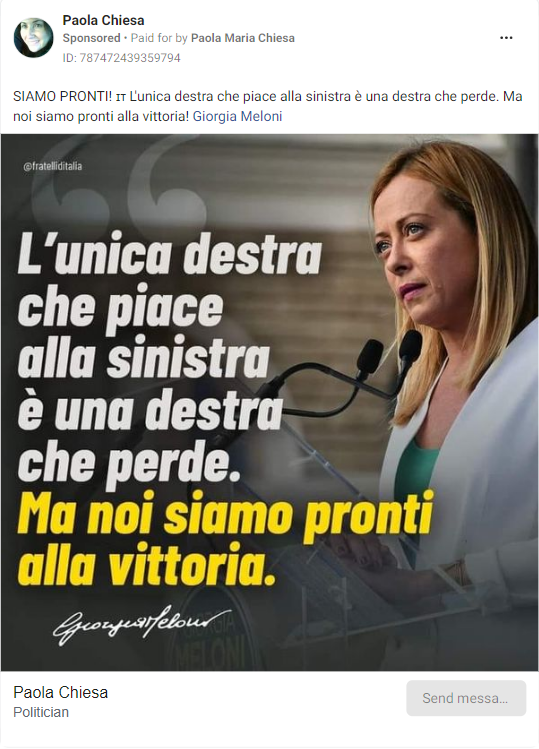 Paola Chiesa
Sponsored • Paid for by Paola Maria Chiesa
ID: 787472439359794
SIAMO PRONTI! ɪᴛ L'unica destra che piace alla sinistra è una destra che perde. Ma
noi siamo pronti alla vittoria! Giorgia Meloni
@fratelliditalia
L'unica destra
che piace
alla sinistra
è una destra
che perde.
Ma noi siamo pronti
alla vittoria.
Giorgia Meloni
GIORGIA
MELONI
Paola Chiesa
Politician
Send messa...